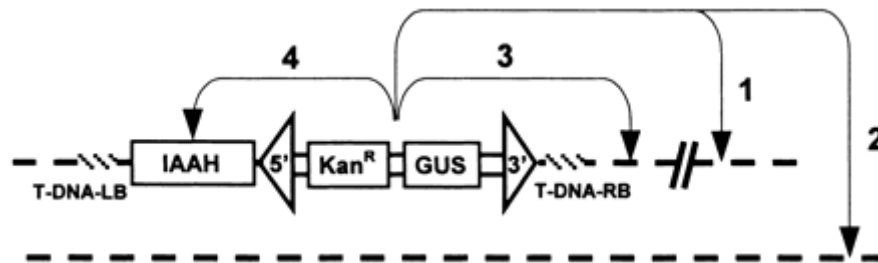 4 3
1
2
IAAH 5' Kan^R GUS 3'
T-DNA-LB T-DNA-RB